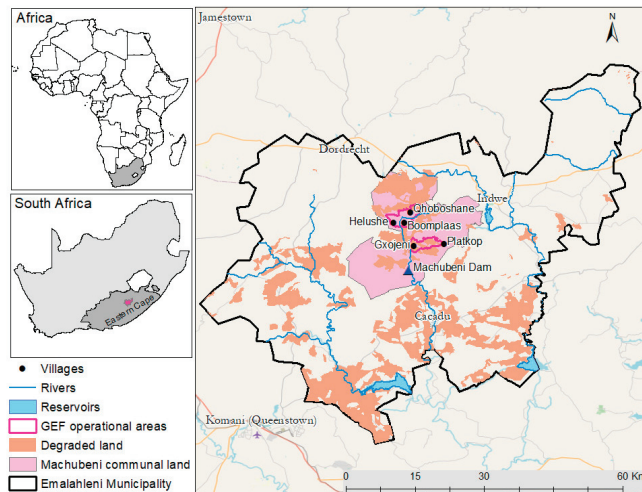 Africa
South Africa
Eastern Cape
Villages
Rivers
Reservoirs
GEF operational areas
Degraded land
Machubeni communal land
Emalahleni Municipality
Jamestown
N
Dordrecht
Indwe
Qhoboshane
Helushe
Boomplaas
Gxojeni
Platkop
Machubeni Dam
Cacadu
Komani (Queenstown)
0 15 30 60 Km